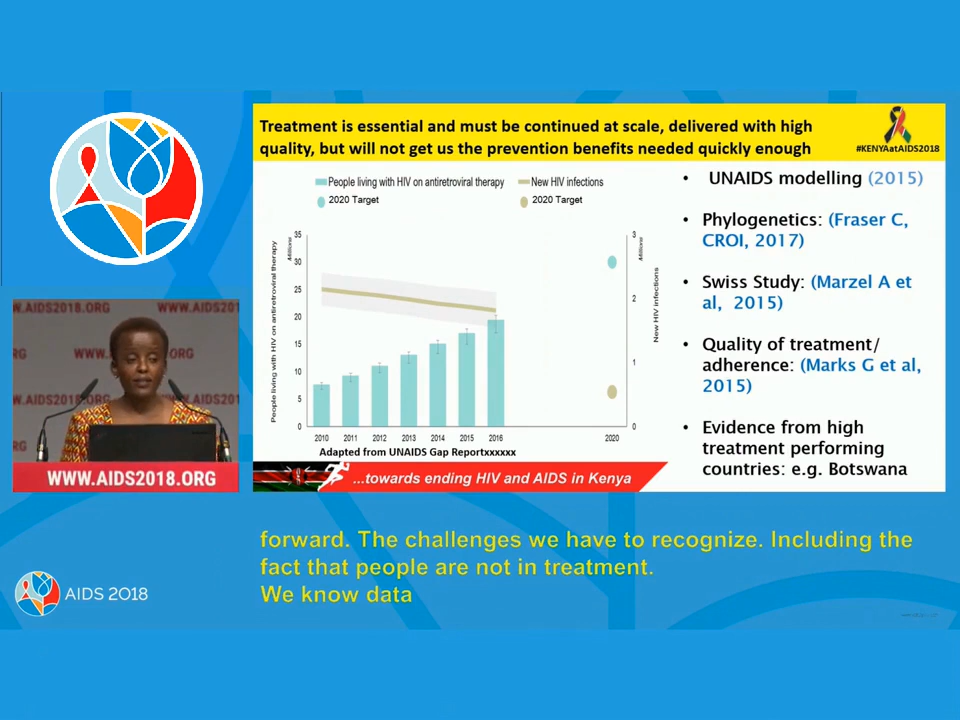 Treatment is essential and must be continued at scale, delivered with high
quality, but will not get us the prevention benefits needed quickly enough
#KENYAatAIDS2018
People living with HIV on antiretroviral therapy
New HIV infections
2020 Target
2020 Target
People living with HIV on antiretroviral therapy
Millions
35
30
25
20
15
10
5
0
2010 2011 2012 2013 2014 2015 2016 2020
3
2
1
0
Millions
New HIV infections
Adapted from UNAIDS Gap Reportxxxxxx
...towards ending HIV and AIDS in Kenya
• UNAIDS modelling (2015)
• Phylogenetics: (Fraser C,
CROI, 2017)
• Swiss Study: (Marzel A et
al, 2015)
• Quality of treatment/
adherence: (Marks G et al,
2015)
• Evidence from high
treatment performing
countries: e.g. Botswana
W.AIDS2018.ORG
WWW.AIDS201
RG
WWW.
ORG
W.AIDS
.AIDS201
RG
WWW.AIDS2018.ORG
forward. The challenges we have to recognize. Including the
fact that people are not in treatment.
We know data
AIDS 2018